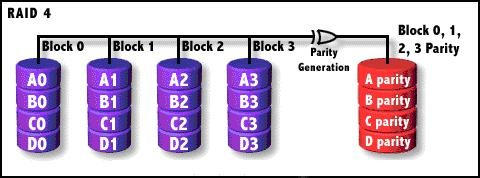 RAID 4
Block 0 Block 1 Block 2 Block 3
Parity
Generation
Block 0, 1,
2, 3 Parity
A0 A1 A2 A3 A parity
B0 B1 B2 B3 B parity
C0 C1 C2 C3 C parity
D0 D1 D2 D3 D parity